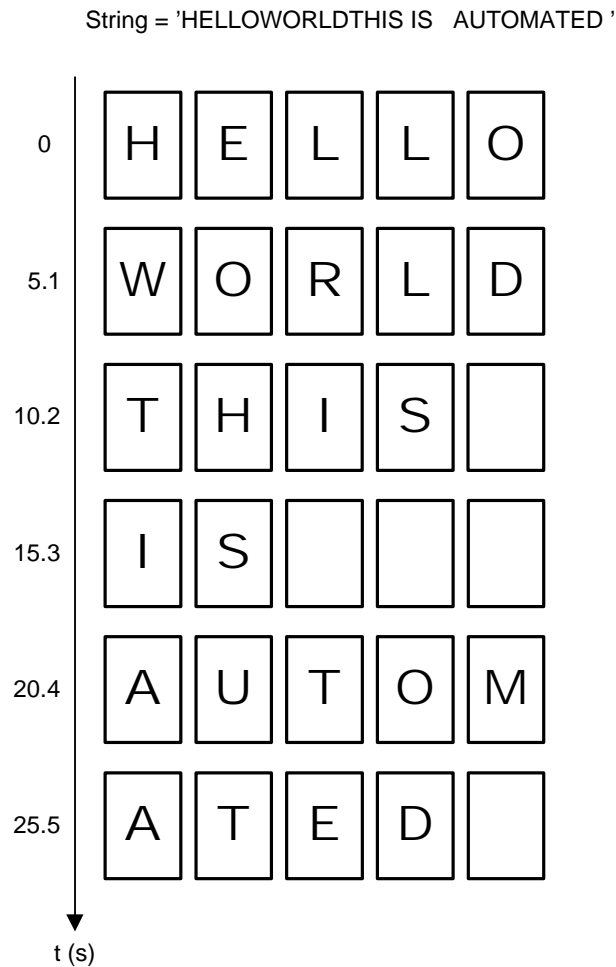 String = 'HELLOWORLDTHIS IS   AUTOMATED '
0 H E L L O
5.1 W O R L D
10.2 T H I S
15.3 I S
20.4 A U T O M
25.5 A T E D
t (s)